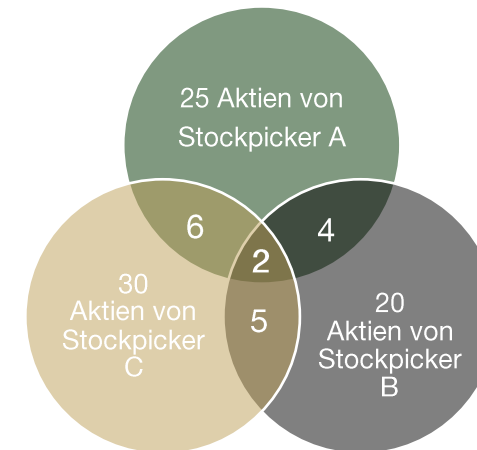 25 Aktien von
Stockpicker A
6
4
2
5
30
Aktien von
Stockpicker
C
20
Aktien von
Stockpicker
B